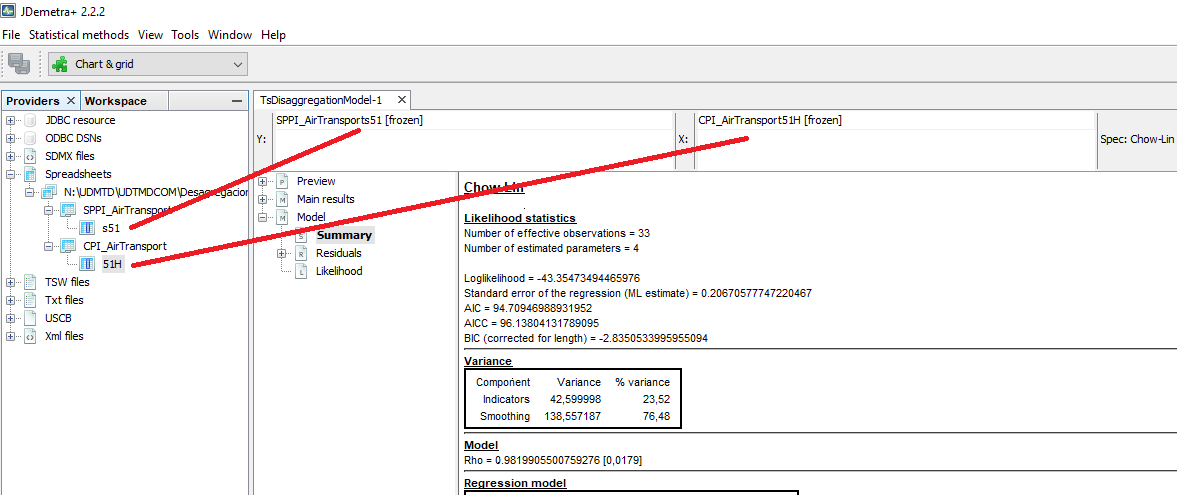 JDemetra+ 2.2.2
File Statistical methods View Tools Window Help
Chart & grid
Providers Workspace
JDBC resource
ODBC DSNs
SDMX files
Spreadsheets
N:\UDMTD\UDTMDCOM\Desagregacion
SPPI_AirTransport
s51
CPI_AirTransport
51H
TSW files
Txt files
USCB
Xml files
TsDisaggregationModel-1
Y: SPPI_AirTransports51 [frozen]
X: CPI_AirTransport51H [frozen]
Spec: Chow-Lin
Preview
Main results
Model
Summary
Residuals
Likelihood
Chow-Lin
Likelihood statistics
Number of effective observations = 33
Number of estimated parameters = 4
Loglikelihood = -43.35473494465976
Standard error of the regression (ML estimate) = 0.20670577747220467
AIC = 94.70946988931952
AICC = 96.13804131789095
BIC (corrected for length) = -2.8350533995955094
Variance
Component Variance % variance
Indicators 42,599998 23,52
Smoothing 138,557187 76,48
Model
Rho = 0.9819905500759276 [0,0179]
Regression model